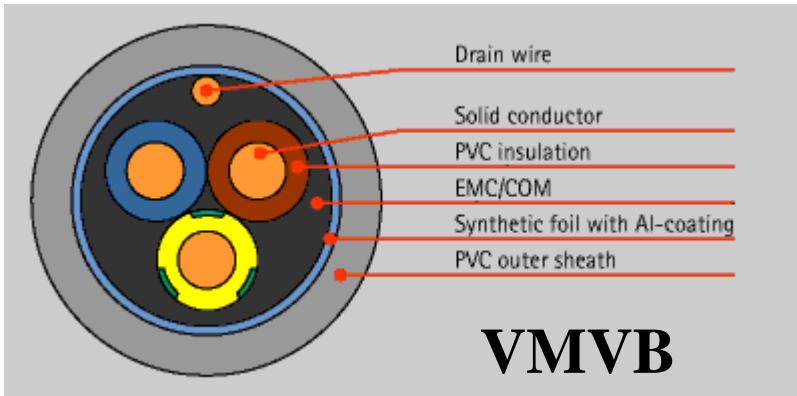 Drain wire
Solid conductor
PVC insulation
EMC/COM
Synthetic foil with Al-coating
PVC outer sheath
VMVB